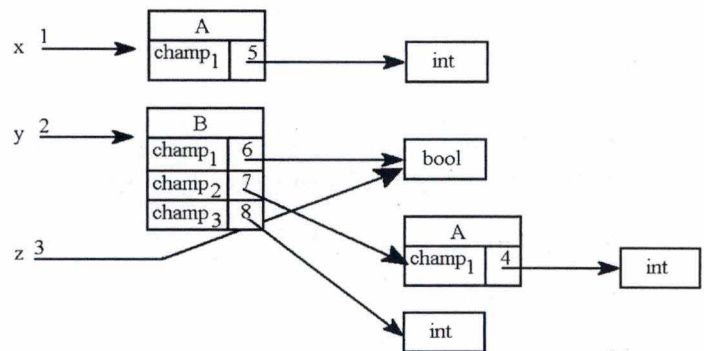 A
x 1 champ1 5 int
y 2 B
champ1 6 bool
champ2 7
champ3 8 A
z 3 champ1 4 int
int